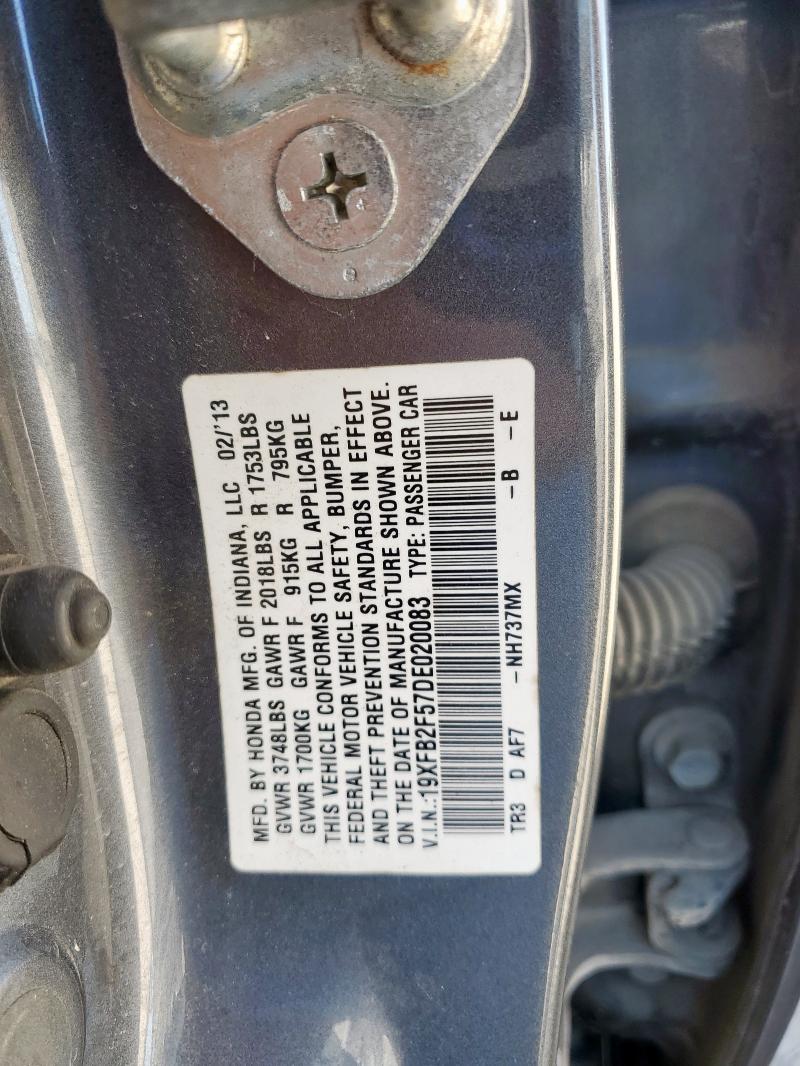 MFD. BY HONDA MFG. OF INDIANA, LLC 02/'13
GVWR 3748LBS GAWR F 2018LBS R 1753LBS
GVWR 1700KG GAWR F 915KG R 795KG
THIS VEHICLE CONFORMS TO ALL APPLICABLE
FEDERAL MOTOR VEHICLE SAFETY, BUMPER,
AND THEFT PREVENTION STANDARDS IN EFFECT
ON THE DATE OF MANUFACTURE SHOWN ABOVE.
V.I.N.:19XFB2F57DE020083 TYPE: PASSENGER CAR
TR3 D AF7 -NH737MX -B -E